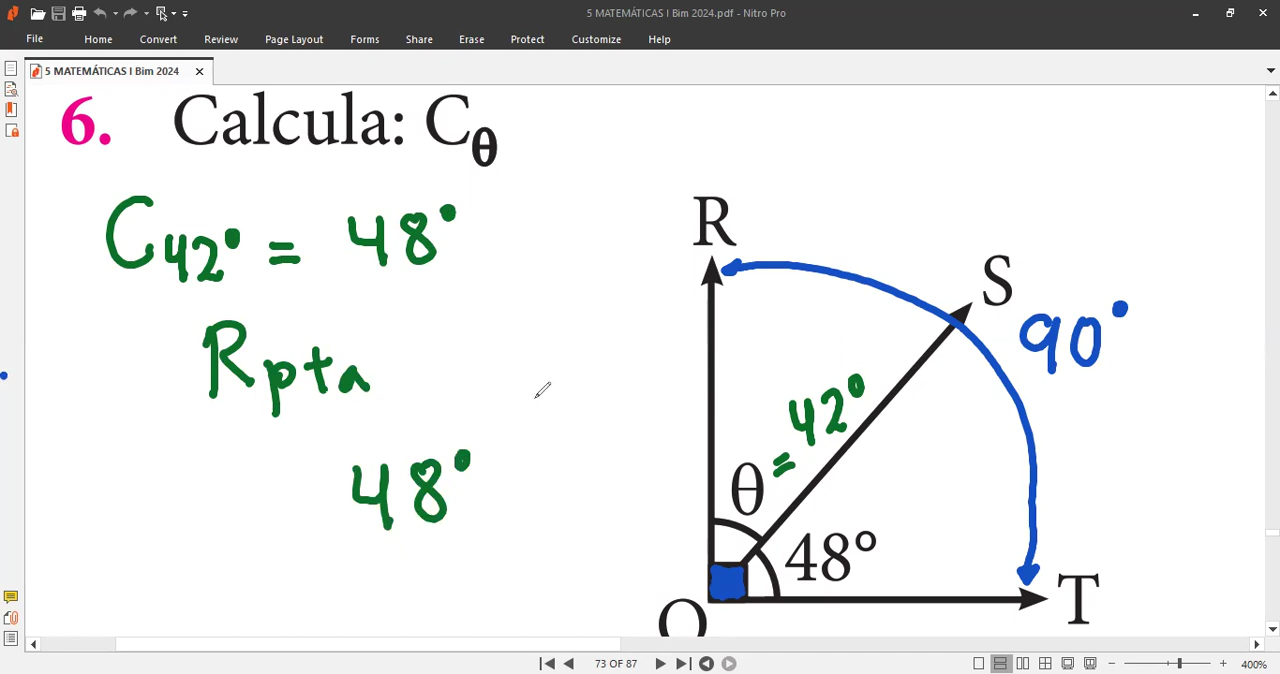 5 MATEMÁTICAS I Bim 2024.pdf - Nitro Pro
File Home Convert Review Page Layout Forms Share Erase Protect Customize Help
5 MATEMÁTICAS I Bim 2024
6. Calcula: Cθ
C42° = 48°
Rpta
48°
R
S
90°
θ = 42°
48°
O
T
73 OF 87
400%